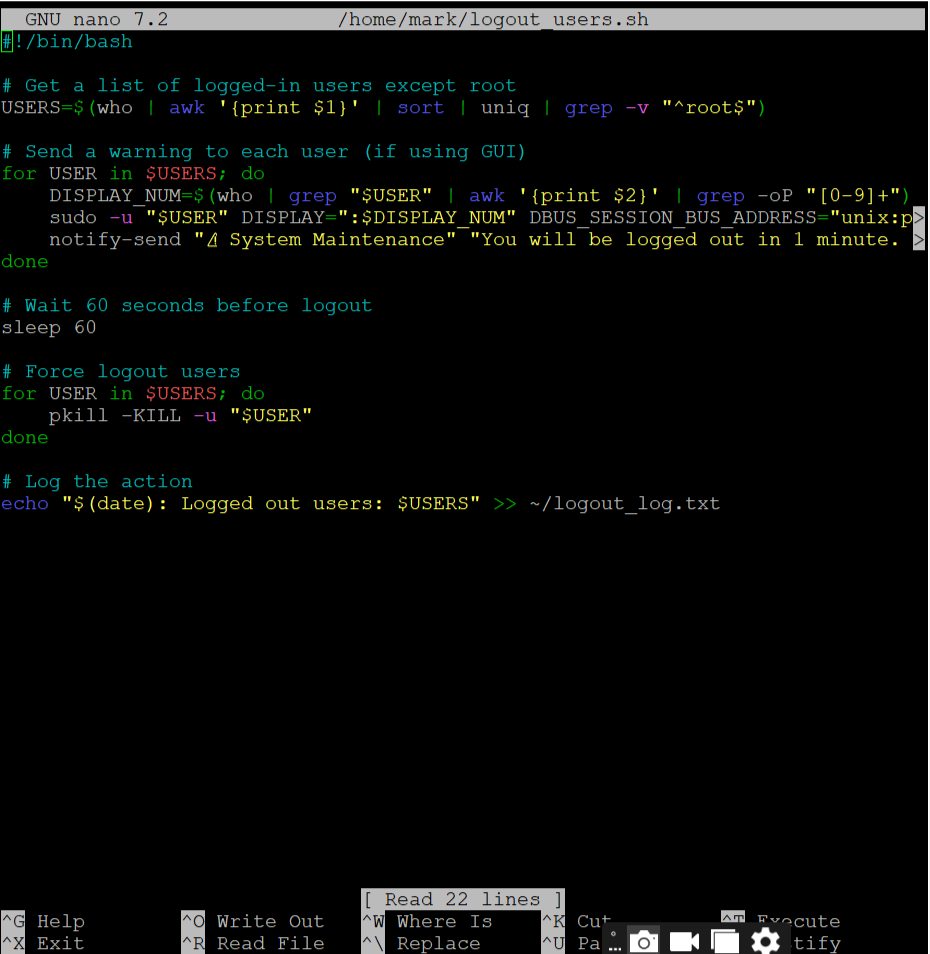 GNU nano 7.2 /home/mark/logout_users.sh
#!/bin/bash
# Get a list of logged-in users except root
USERS=$(who | awk '{print $1}' | sort | uniq | grep -v "^root$")
# Send a warning to each user (if using GUI)
for USER in $USERS; do
    DISPLAY_NUM=$(who | grep "$USER" | awk '{print $2}' | grep -oP "[0-9]+")
    sudo -u "$USER" DISPLAY=":$DISPLAY_NUM" DBUS_SESSION_BUS_ADDRESS="unix:p>
    notify-send "⚠ System Maintenance" "You will be logged out in 1 minute. >
done
# Wait 60 seconds before logout
sleep 60
# Force logout users
for USER in $USERS; do
    pkill -KILL -u "$USER"
done
# Log the action
echo "$(date): Logged out users: $USERS" >> ~/logout_log.txt
[ Read 22 lines ]
^G Help ^O Write Out ^W Where Is ^K Cut ^T Execute
^X Exit ^R Read File ^\ Replace ^U Pa tify